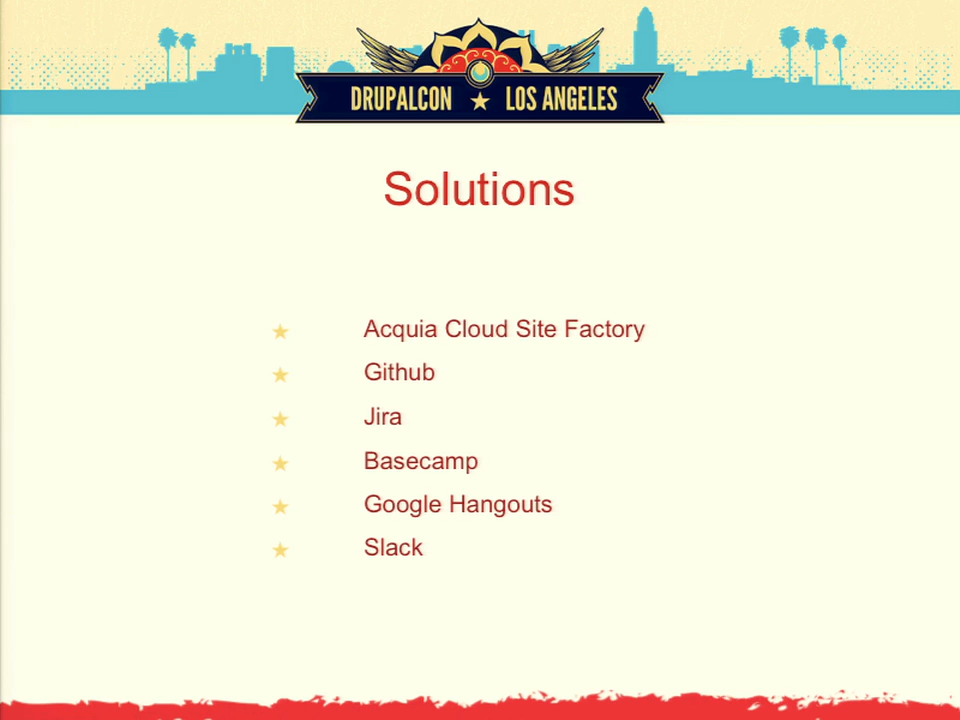 DRUPALCON ★ LOS ANGELES
Solutions
★ Acquia Cloud Site Factory
★ Github
★ Jira
★ Basecamp
★ Google Hangouts
★ Slack